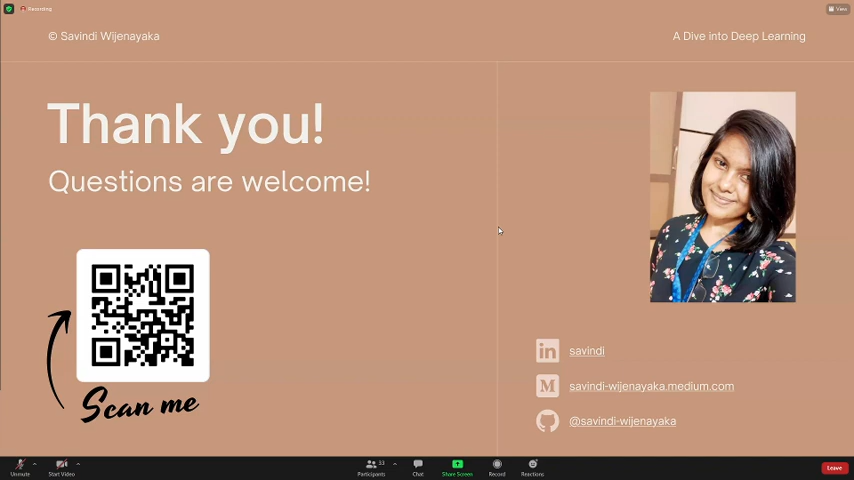 Recording
View
© Savindi Wijenayaka
A Dive into Deep Learning
Thank you!
Questions are welcome!
Scan me
in savindi
M savindi-wijenayaka.medium.com
@savindi-wijenayaka
Unmute
Start Video
Participants 33
Chat
Share Screen
Record
Reactions
Leave